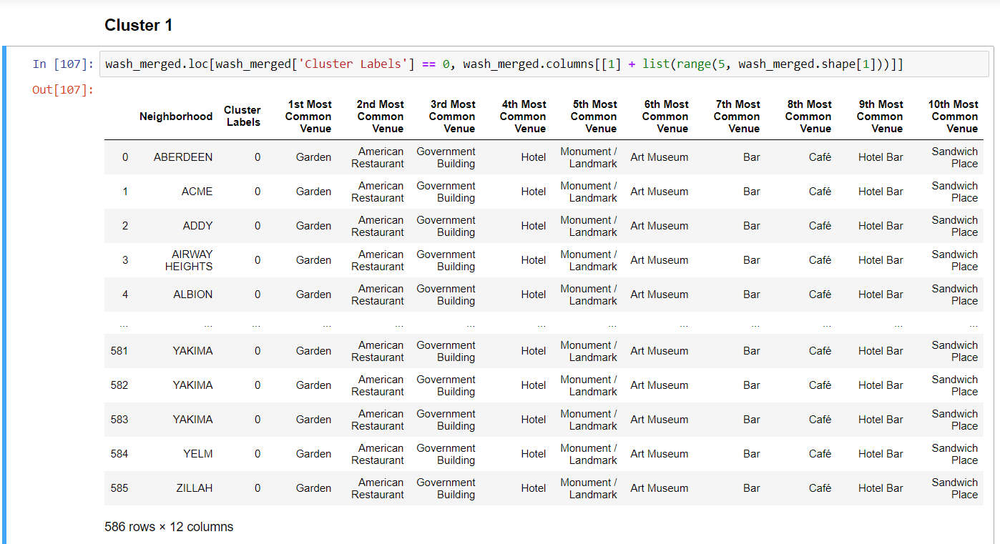 Cluster 1
In [107]: wash_merged.loc[wash_merged['Cluster Labels'] == 0, wash_merged.columns[[1] + list(range(5, wash_merged.shape[1]))]]
Out[107]:
Neighborhood Cluster Labels 1st Most Common Venue 2nd Most Common Venue 3rd Most Common Venue 4th Most Common Venue 5th Most Common Venue 6th Most Common Venue 7th Most Common Venue 8th Most Common Venue 9th Most Common Venue 10th Most Common Venue
0 ABERDEEN 0 Garden American Restaurant Government Building Hotel Monument / Landmark Art Museum Bar Café Hotel Bar Sandwich Place
1 ACME 0 Garden American Restaurant Government Building Hotel Monument / Landmark Art Museum Bar Café Hotel Bar Sandwich Place
2 ADDY 0 Garden American Restaurant Government Building Hotel Monument / Landmark Art Museum Bar Café Hotel Bar Sandwich Place
3 AIRWAY HEIGHTS 0 Garden American Restaurant Government Building Hotel Monument / Landmark Art Museum Bar Café Hotel Bar Sandwich Place
4 ALBION 0 Garden American Restaurant Government Building Hotel Monument / Landmark Art Museum Bar Café Hotel Bar Sandwich Place
... ... ... ... ... ... ... ... ... ... ... ... ...
581 YAKIMA 0 Garden American Restaurant Government Building Hotel Monument / Landmark Art Museum Bar Café Hotel Bar Sandwich Place
582 YAKIMA 0 Garden American Restaurant Government Building Hotel Monument / Landmark Art Museum Bar Café Hotel Bar Sandwich Place
583 YAKIMA 0 Garden American Restaurant Government Building Hotel Monument / Landmark Art Museum Bar Café Hotel Bar Sandwich Place
584 YELM 0 Garden American Restaurant Government Building Hotel Monument / Landmark Art Museum Bar Café Hotel Bar Sandwich Place
585 ZILLAH 0 Garden American Restaurant Government Building Hotel Monument / Landmark Art Museum Bar Café Hotel Bar Sandwich Place
586 rows × 12 columns